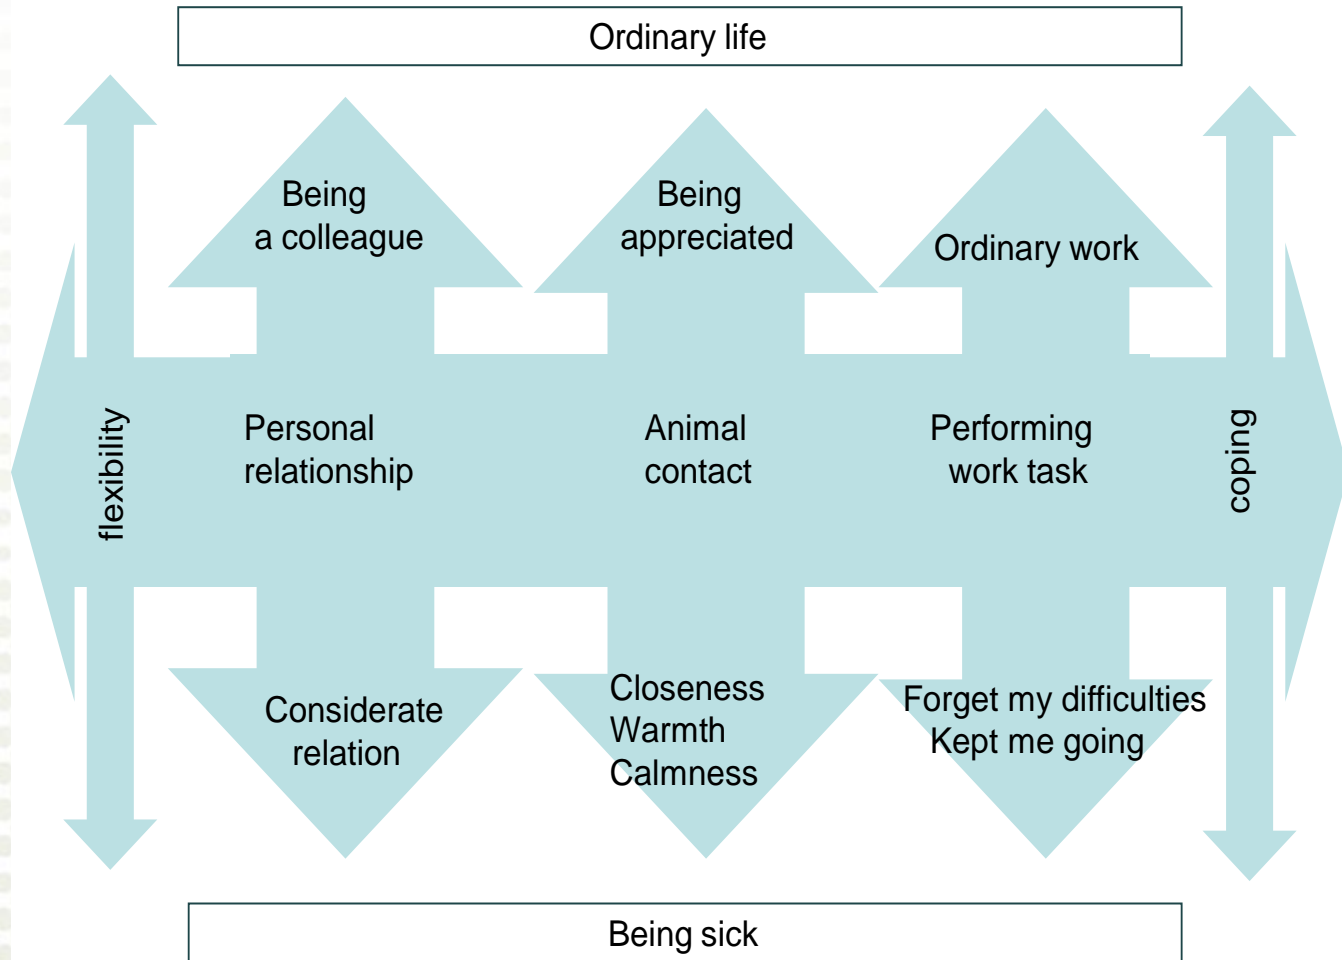 Ordinary life
Being
a colleague
Being
appreciated
Ordinary work
flexibility
Personal
relationship
Animal
contact
Performing
work task
coping
Considerate
relation
Closeness
Warmth
Calmness
Forget my difficulties
Kept me going
Being sick